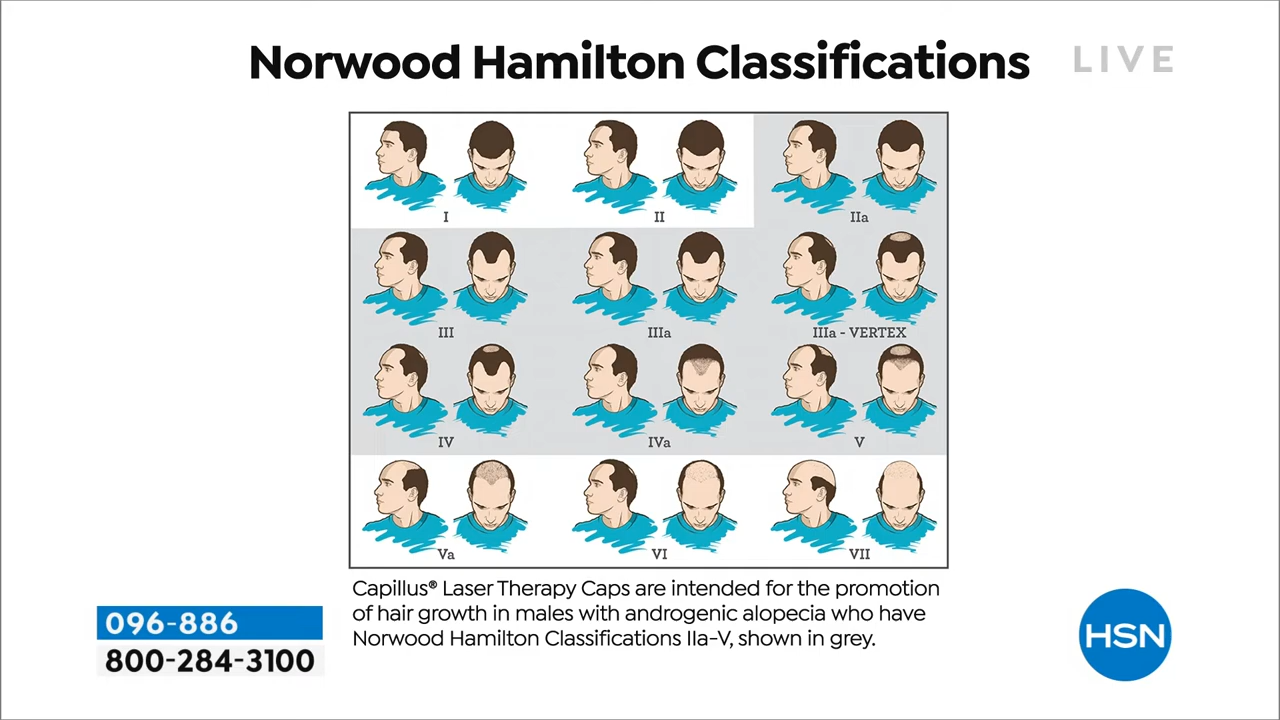 Norwood Hamilton Classifications
LIVE
I
II
IIa
III
IIIa
IIIa - VERTEX
IV
IVa
V
Va
VI
VII
Capillus® Laser Therapy Caps are intended for the promotion
of hair growth in males with androgenic alopecia who have
Norwood Hamilton Classifications IIa-V, shown in grey.
096-886
800-284-3100
HSN